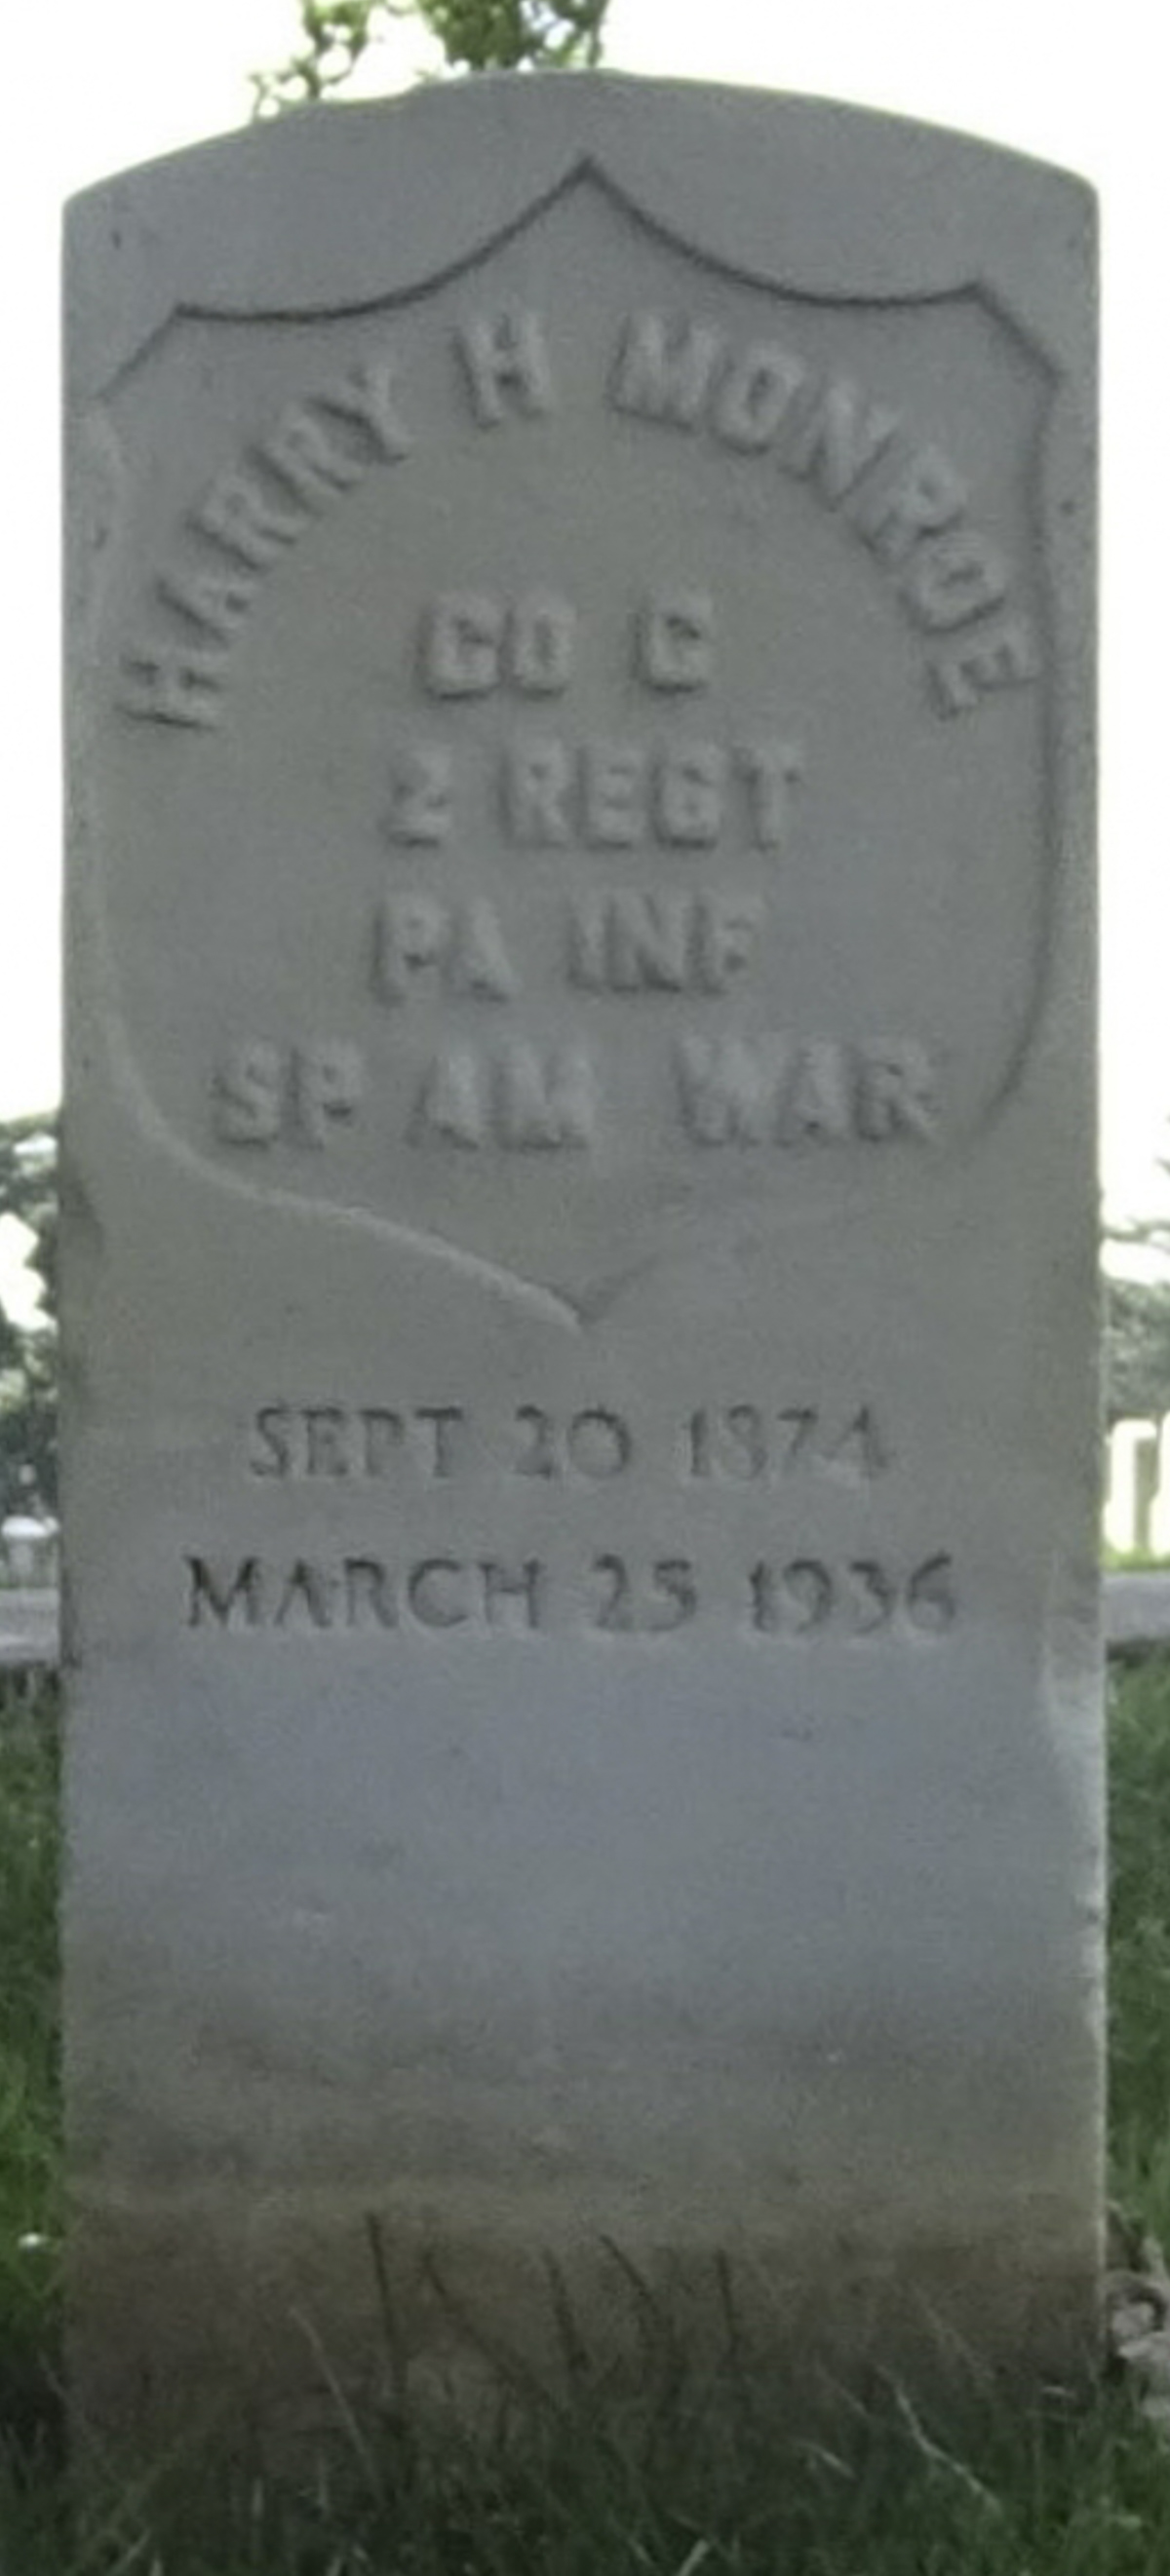 HARRY H MONROE
CO C
2 REGT
PA INF
SP AM WAR
SEPT 20 1874
MARCH 25 1936